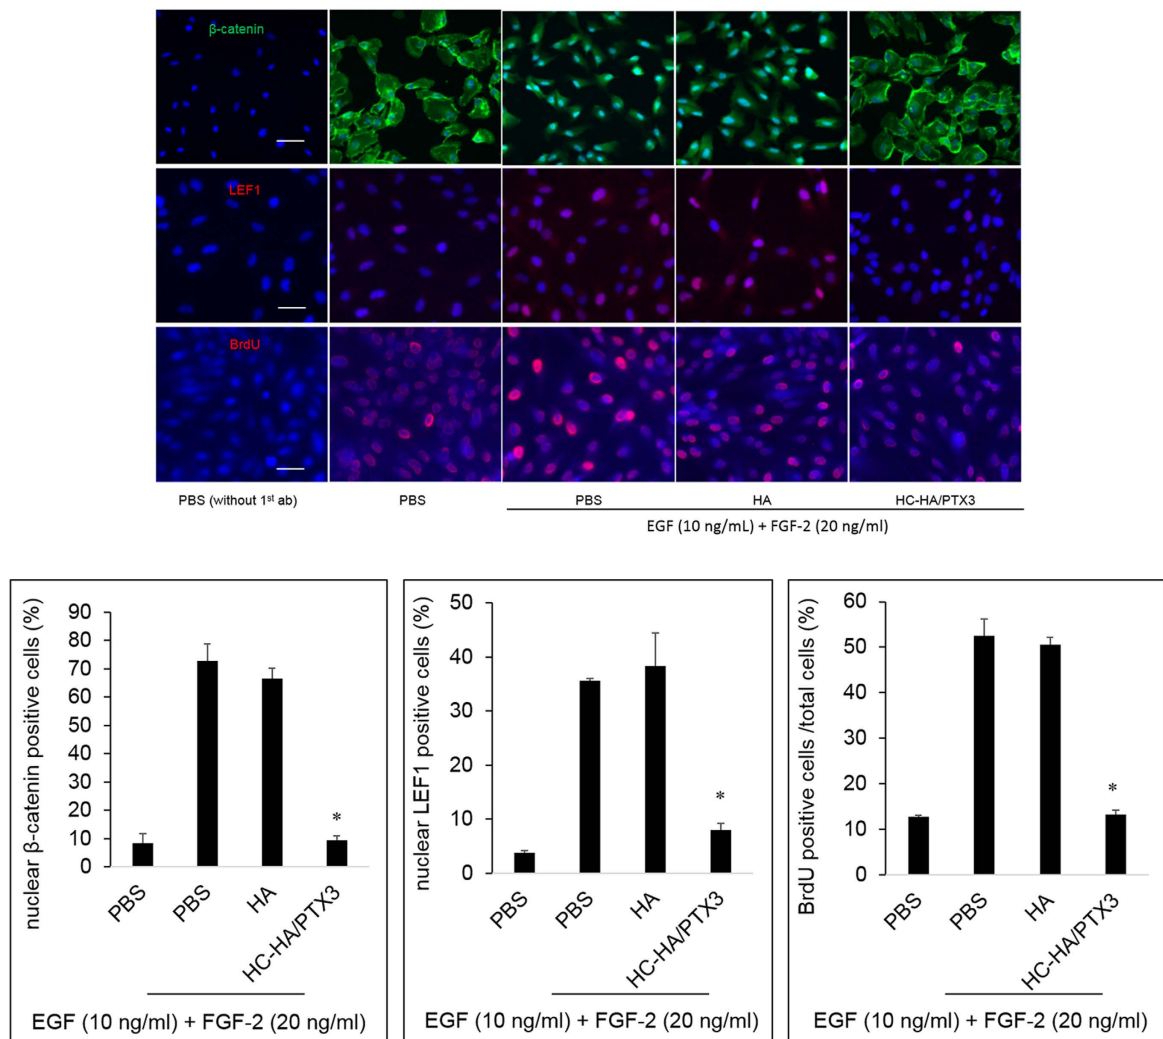 β-catenin
LEF1
BrdU
PBS (without 1st ab)
PBS
PBS
HA
HC-HA/PTX3
EGF (10 ng/mL) + FGF-2 (20 ng/ml)
nuclear β-catenin positive cells (%)
90
80
70
60
50
40
30
20
10
0
*
PBS
PBS
HA
HC-HA/PTX3
EGF (10 ng/ml) + FGF-2 (20 ng/ml)
nuclear LEF1 positive cells (%)
50
40
30
20
10
0
*
PBS
PBS
HA
HC-HA/PTX3
EGF (10 ng/ml) + FGF-2 (20 ng/ml)
BrdU positive cells /total cells (%)
60
50
40
30
20
10
0
*
PBS
PBS
HA
HC-HA/PTX3
EGF (10 ng/ml) + FGF-2 (20 ng/ml)